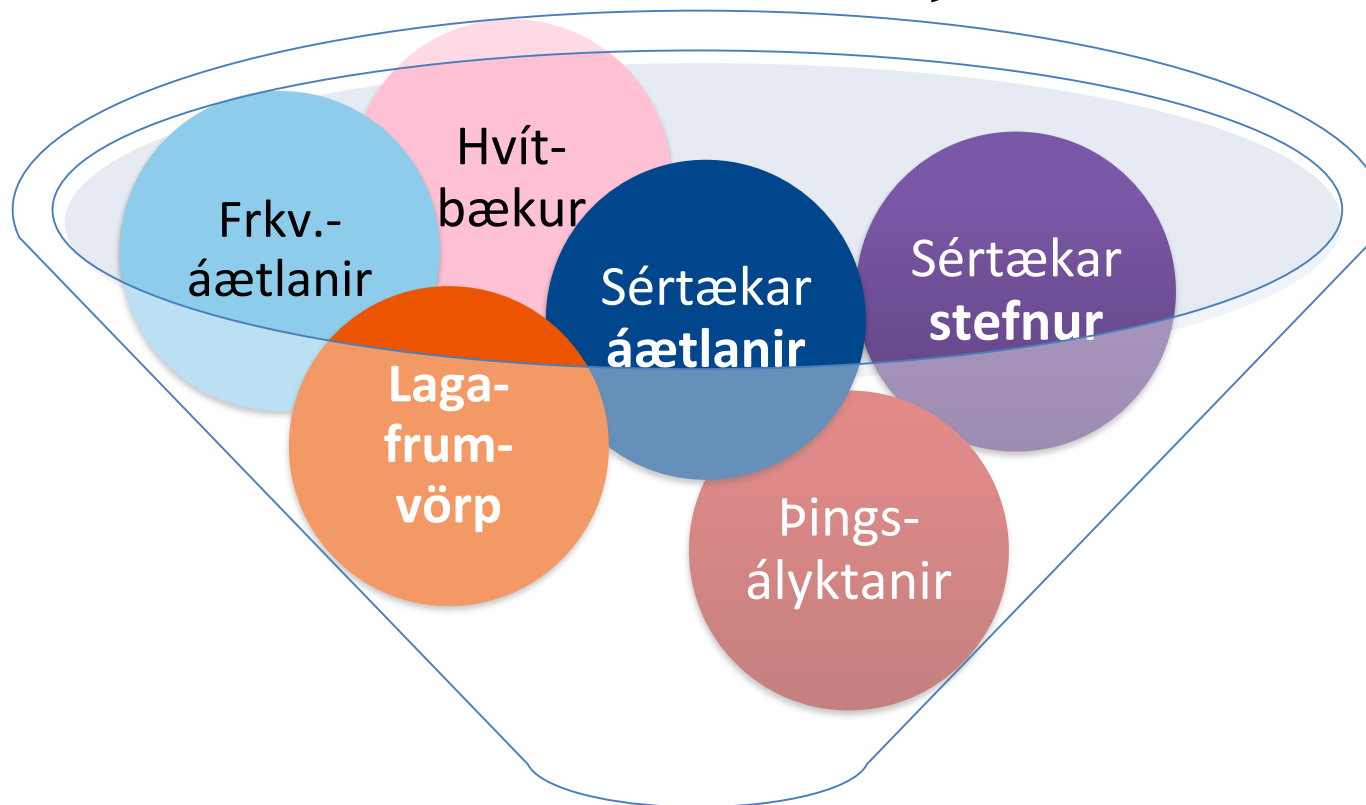 Hvít-
bækur
Frkv.-
áætlanir
Sértækar
áætlanir
Sértækar
stefnur
Laga-
frum-
vörp
Þings-
ályktanir